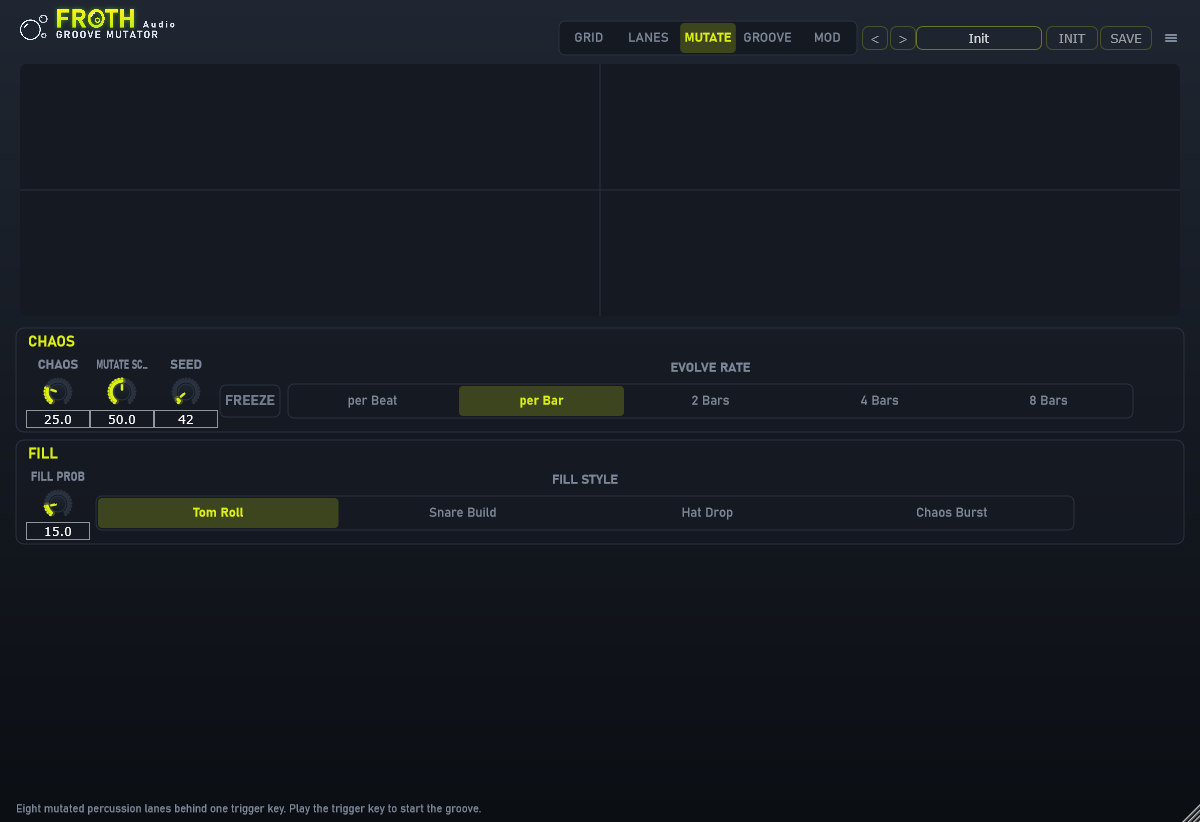 FROTH Audio
GROOVE MUTATOR
GRID LANES MUTATE GROOVE MOD < > Init INIT SAVE
CHAOS
CHAOS MUTATE SC... SEED EVOLVE RATE
FREEZE per Beat per Bar 2 Bars 4 Bars 8 Bars
25.0 50.0 42
FILL
FILL PROB FILL STYLE
Tom Roll Snare Build Hat Drop Chaos Burst
15.0
Eight mutated percussion lanes behind one trigger key. Play the trigger key to start the groove.